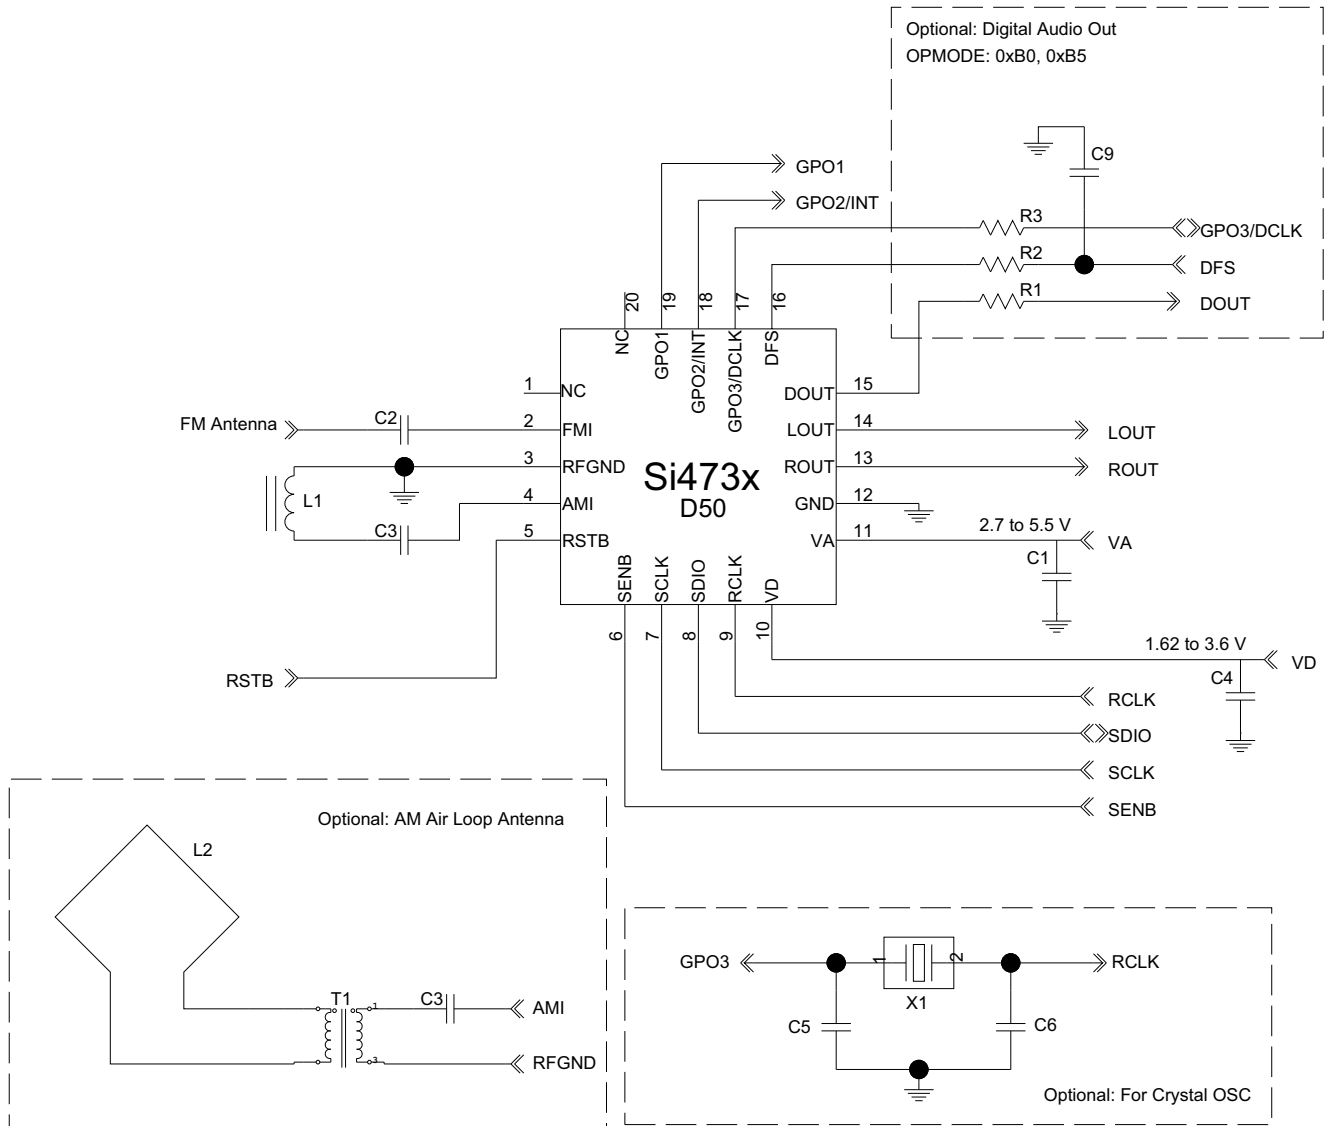 Optional: Digital Audio Out
OPMODE: 0xB0, 0xB5
C9
GPO1
GPO2/INT
R3
GPO3/DCLK
R2
DFS
R1
DOUT
20
19
18
17
16
NC
GPO1
GPO2/INT
GPO3/DCLK
DFS
1
NC
DOUT
15
FM Antenna
C2
2
FMI
LOUT
14
LOUT
3
RFGND
Si473x
D50
ROUT
13
ROUT
L1
4
AMI
GND
12
C3
5
RSTB
VA
11
2.7 to 5.5 V
VA
C1
SENB
SCLK
SDIO
RCLK
VD
6
7
8
9
10
1.62 to 3.6 V
VD
C4
RSTB
RCLK
SDIO
SCLK
SENB
Optional: AM Air Loop Antenna
L2
T1
1
C3
AMI
3
RFGND
GPO3
1
2
RCLK
X1
C5
C6
Optional: For Crystal OSC